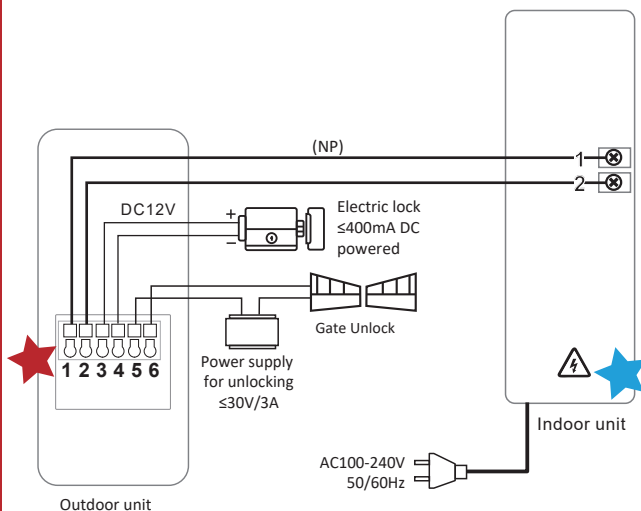 (NP)
1
2
DC12V
+
−
Electric lock
≤400mA DC
powered
Gate Unlock
1 2 3 4 5 6
Power supply
for unlocking
≤30V/3A
Indoor unit
AC100-240V
50/60Hz
Outdoor unit